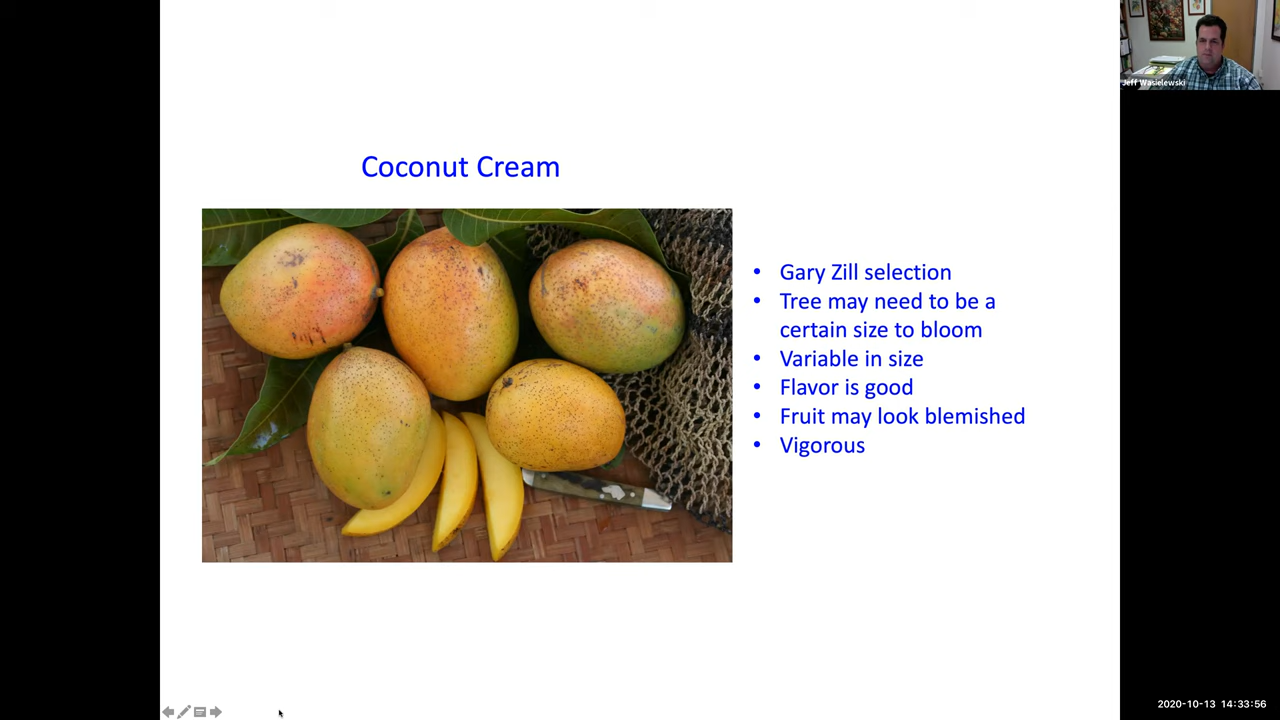 Jeff Wasielewski
Coconut Cream
• Gary Zill selection
• Tree may need to be a
certain size to bloom
• Variable in size
• Flavor is good
• Fruit may look blemished
• Vigorous
2020-10-13 14:33:56